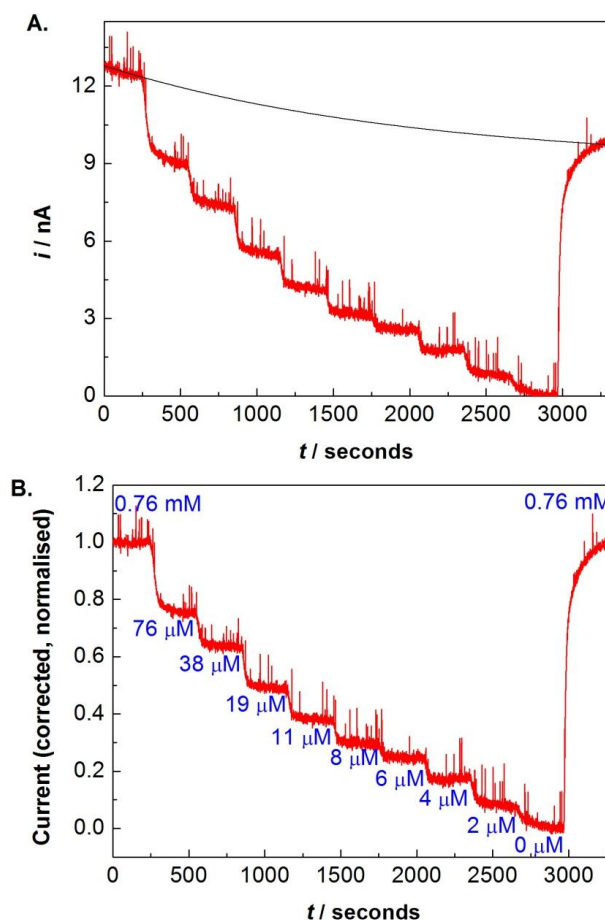 A.
12
9
6
3
0
i / nA
0 500 1000 1500 2000 2500 3000
t / seconds
B.
1.2
1.0
0.8
0.6
0.4
0.2
0.0
Current (corrected, normalised)
0.76 mM
0.76 mM
76 μM
38 μM
19 μM
11 μM
8 μM
6 μM
4 μM
2 μM
0 μM
0 500 1000 1500 2000 2500 3000
t / seconds